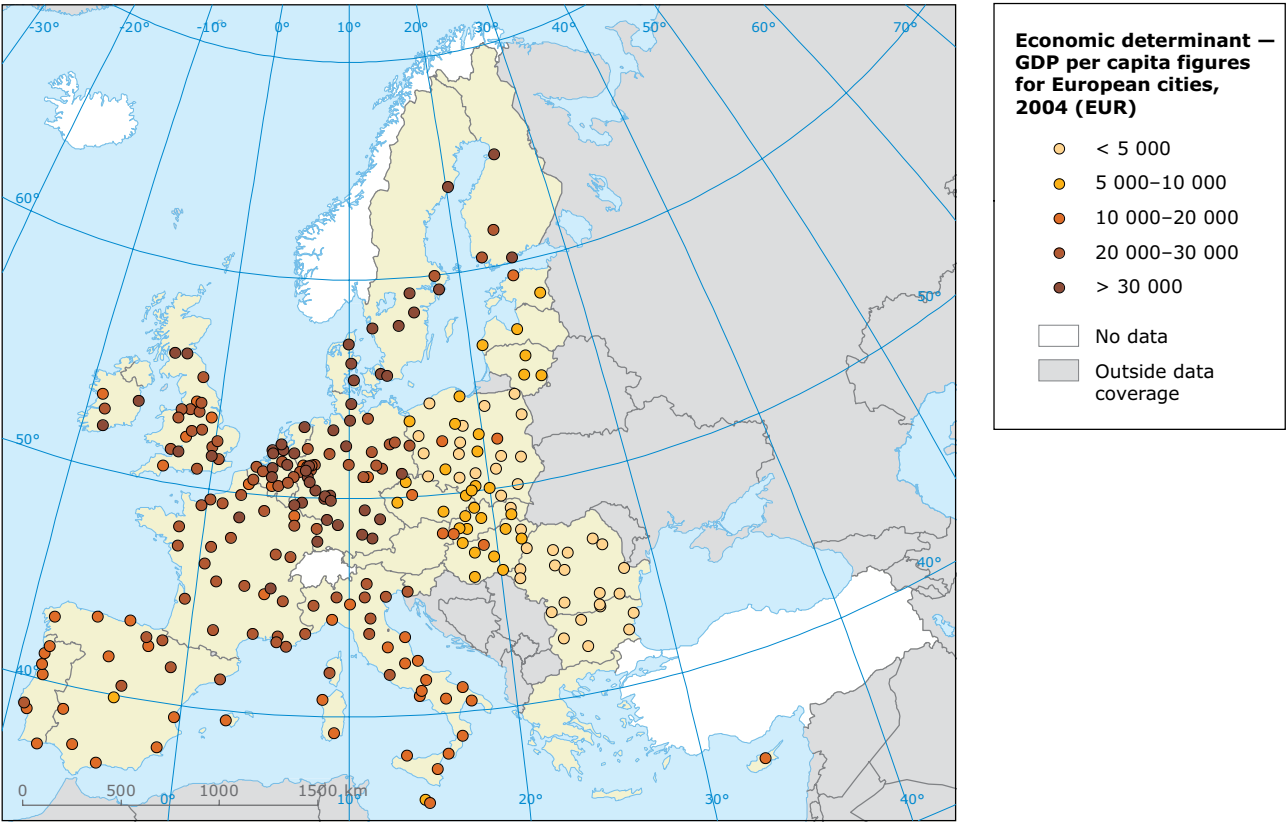 -30°
-20°
-10°
0°
10°
20°
30°
40°
50°
60°
70°
60°
50°
50°
40°
40°
0
500
1000
1500 km
0°
10°
20°
30°
40°
Economic determinant —
GDP per capita figures
for European cities,
2004 (EUR)
< 5 000
5 000–10 000
10 000–20 000
20 000–30 000
> 30 000
No data
Outside data
coverage